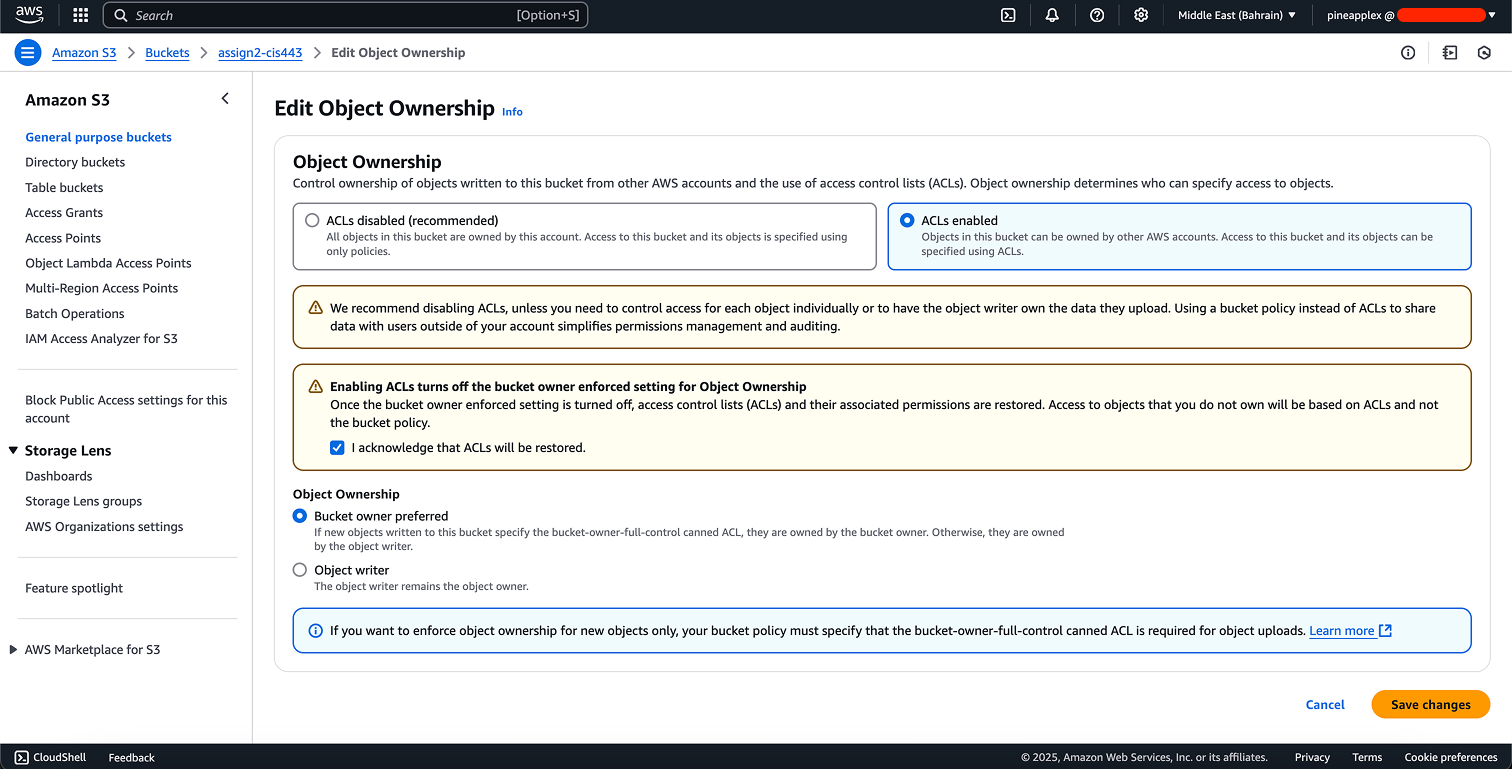 aws
Search
[Option+S]
Middle East (Bahrain)
pineapplex @
Amazon S3
Buckets
assign2-cis443
Edit Object Ownership
Amazon S3
General purpose buckets
Directory buckets
Table buckets
Access Grants
Access Points
Object Lambda Access Points
Multi-Region Access Points
Batch Operations
IAM Access Analyzer for S3
Block Public Access settings for this
account
Storage Lens
Dashboards
Storage Lens groups
AWS Organizations settings
Feature spotlight
AWS Marketplace for S3
Edit Object Ownership Info
Object Ownership
Control ownership of objects written to this bucket from other AWS accounts and the use of access control lists (ACLs). Object ownership determines who can specify access to objects.
ACLs disabled (recommended)
All objects in this bucket are owned by this account. Access to this bucket and its objects is specified using
only policies.
ACLs enabled
Objects in this bucket can be owned by other AWS accounts. Access to this bucket and its objects can be
specified using ACLs.
We recommend disabling ACLs, unless you need to control access for each object individually or to have the object writer own the data they upload. Using a bucket policy instead of ACLs to share
data with users outside of your account simplifies permissions management and auditing.
Enabling ACLs turns off the bucket owner enforced setting for Object Ownership
Once the bucket owner enforced setting is turned off, access control lists (ACLs) and their associated permissions are restored. Access to objects that you do not own will be based on ACLs and not
the bucket policy.
I acknowledge that ACLs will be restored.
Object Ownership
Bucket owner preferred
If new objects written to this bucket specify the bucket-owner-full-control canned ACL, they are owned by the bucket owner. Otherwise, they are owned
by the object writer.
Object writer
The object writer remains the object owner.
If you want to enforce object ownership for new objects only, your bucket policy must specify that the bucket-owner-full-control canned ACL is required for object uploads. Learn more
Cancel
Save changes
CloudShell
Feedback
© 2025, Amazon Web Services, Inc. or its affiliates.
Privacy
Terms
Cookie preferences